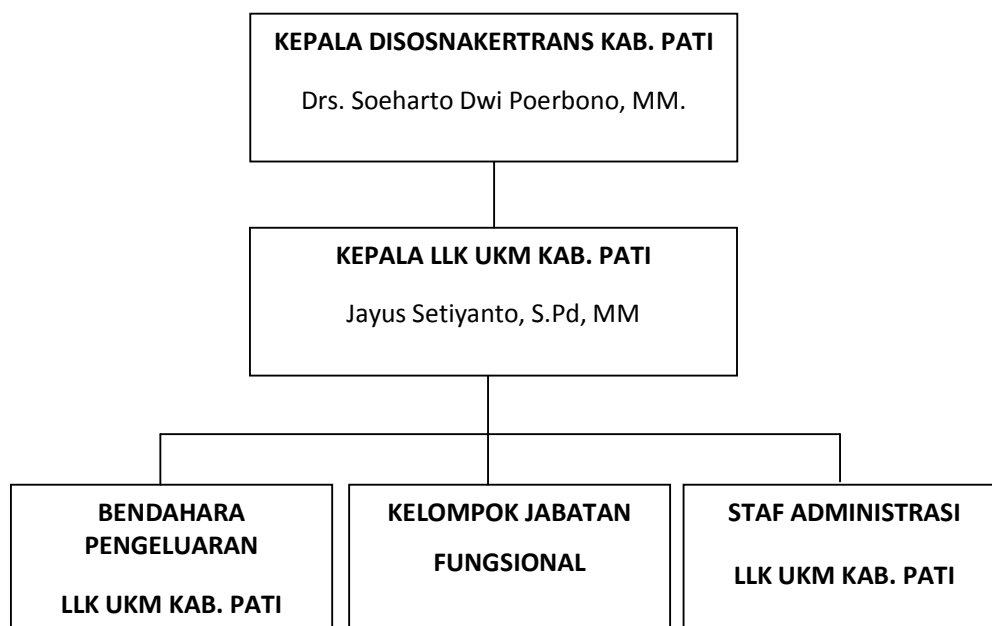 KEPALA DISOSNAKERTRANS KAB. PATI
Drs. Soeharto Dwi Poerbono, MM.
KEPALA LLK UKM KAB. PATI
Jayus Setiyanto, S.Pd, MM
BENDAHARA
PENGELUARAN
LLK UKM KAB. PATI
KELOMPOK JABATAN
FUNGSIONAL
STAF ADMINISTRASI
LLK UKM KAB. PATI